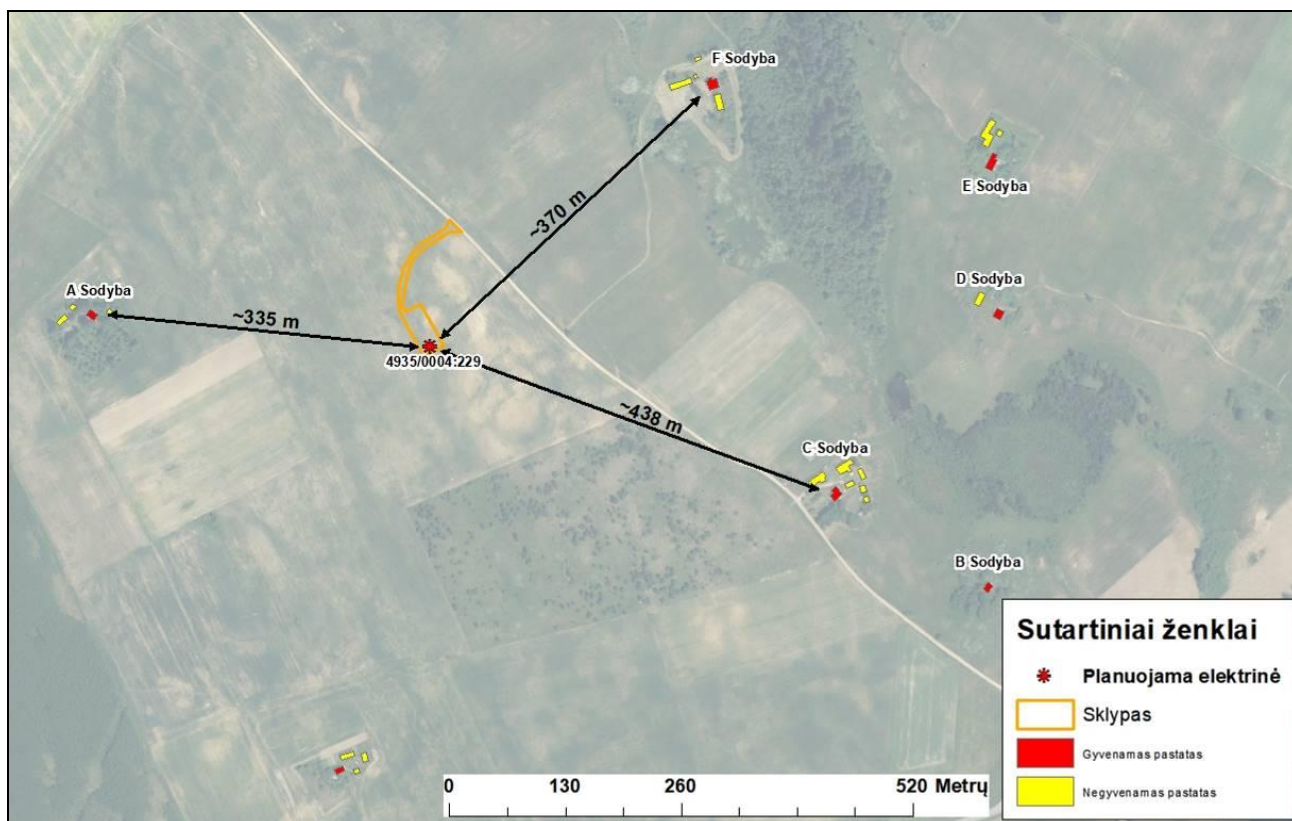 F Sodyba
E Sodyba
~370 m
D Sodyba
A Sodyba
~335 m
4935/0004:229
~438 m
C Sodyba
B Sodyba
Sutartiniai ženklai
Planuojama elektrinė
Sklypas
Gyvenamas pastatas
Negyvenamas pastatas
0 130 260 520 Metrų